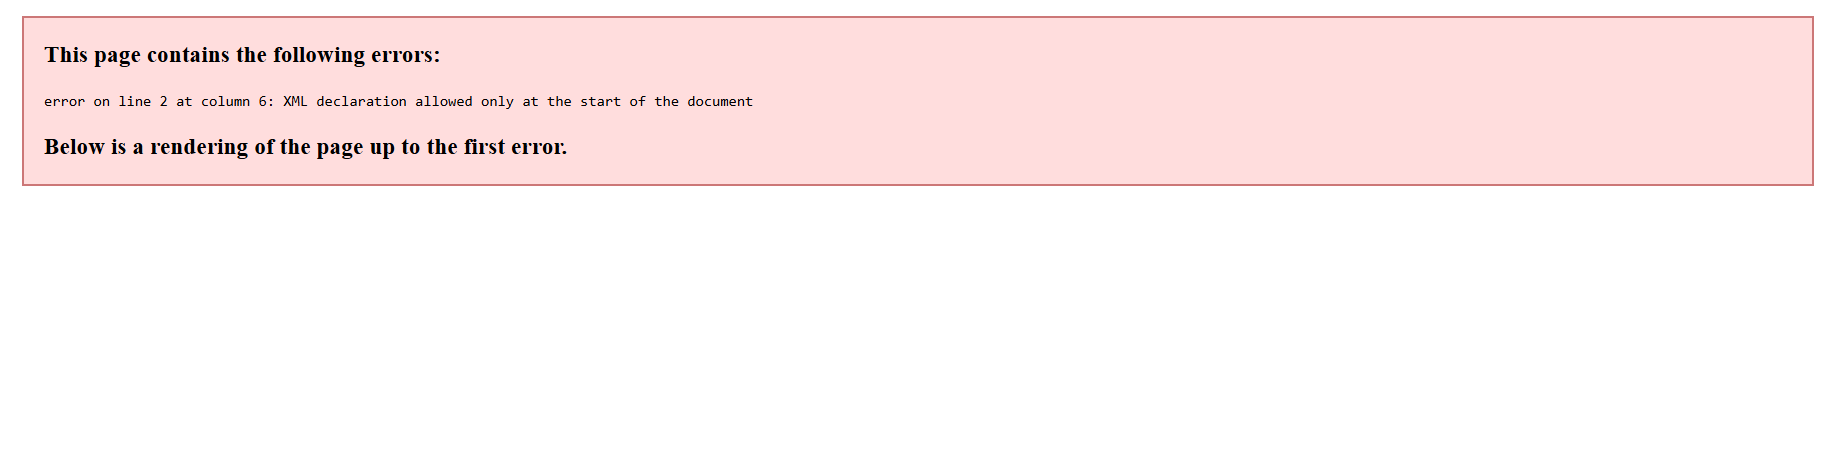 This page contains the following errors:
error on line 2 at column 6: XML declaration allowed only at the start of the document
Below is a rendering of the page up to the first error.